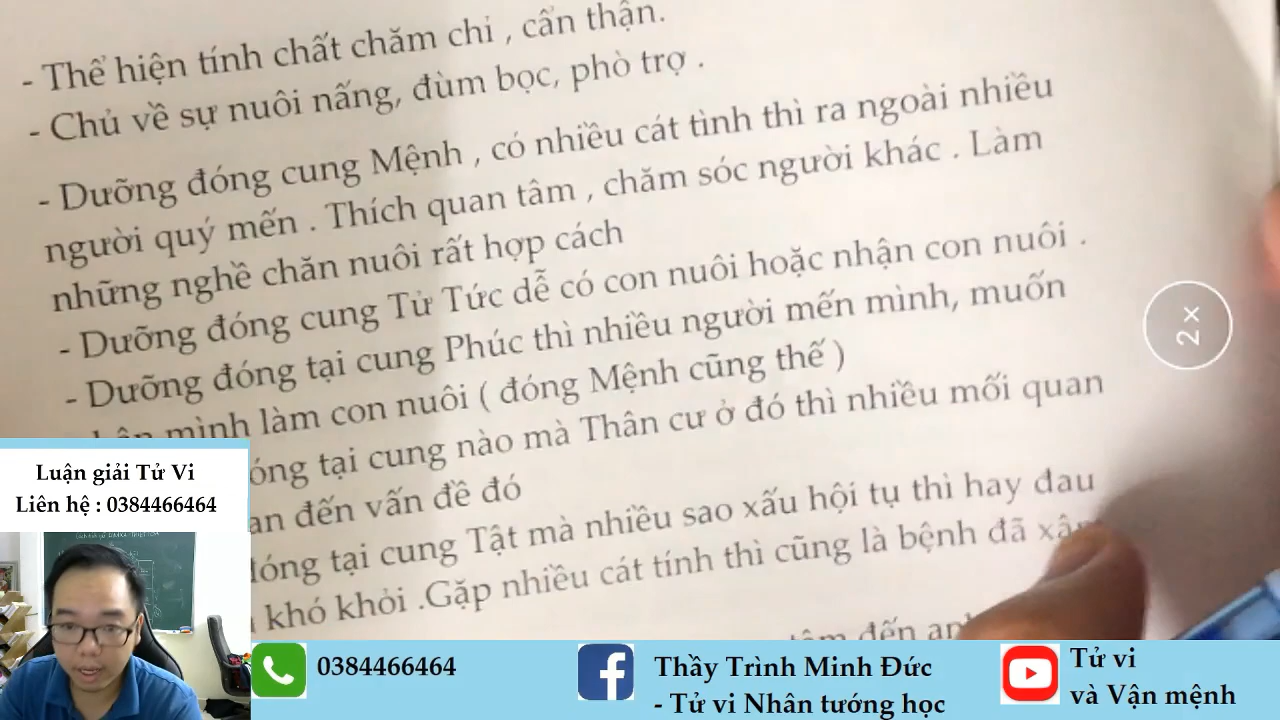 - Thể hiện tính chất chăm chỉ , cẩn thận.
- Chủ về sự nuôi nấng, đùm bọc, phò trợ .
- Dưỡng đóng cung Mệnh , có nhiều cát tình thì ra ngoài nhiều
người quý mến . Thích quan tâm , chăm sóc người khác . Làm
những nghề chăn nuôi rất hợp cách
- Dưỡng đóng cung Tử Tức dễ có con nuôi hoặc nhận con nuôi .
- Dưỡng đóng tại cung Phúc thì nhiều người mến mình, muốn
mình làm con nuôi ( đóng Mệnh cũng thế )
tại cung nào mà Thân cư ở đó thì nhiều mối quan
đến vấn đề đó
tại cung Tật mà nhiều sao xấu hội tụ thì hay đau
khó khỏi .Gặp nhiều cát tính thì cũng là bệnh đã
đến
Luận giải Tử Vi
Liên hệ : 0384466464
2×
0384466464
Thầy Trình Minh Đức
- Tử vi Nhân tướng học
Tử vi
và Vận mệnh